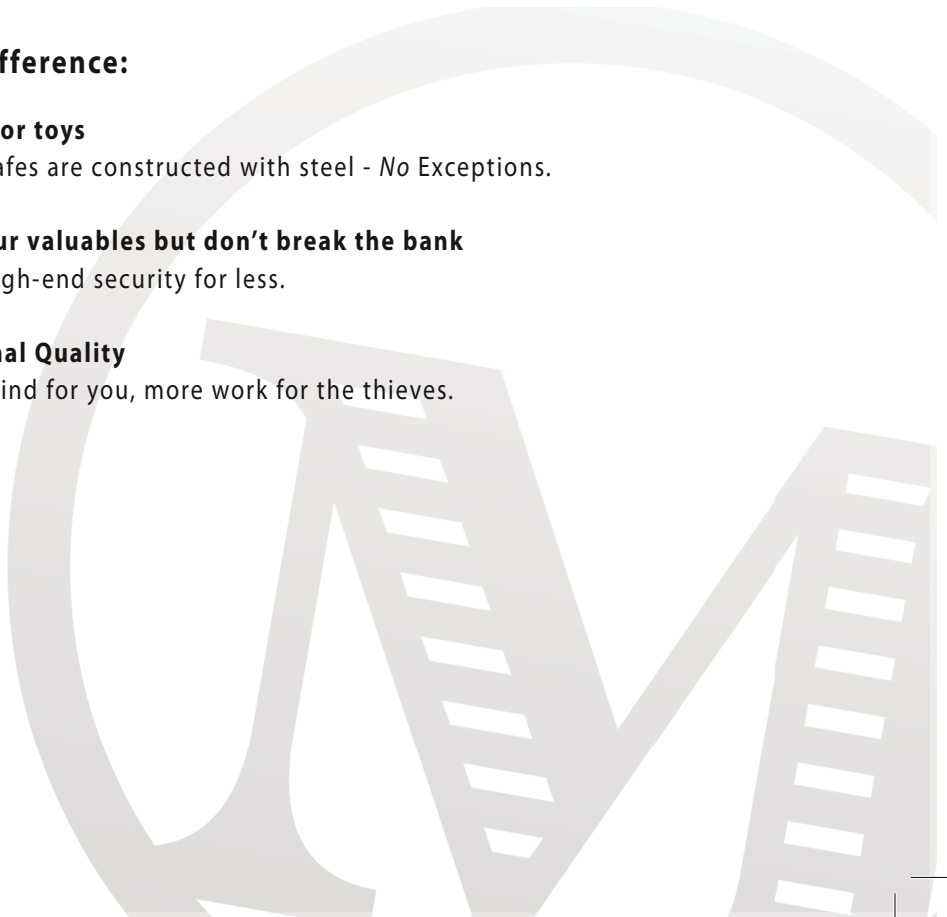 fference:
or toys
afes are constructed with steel - No Exceptions.
ur valuables but don’t break the bank
gh-end security for less.
nal Quality
ind for you, more work for the thieves.